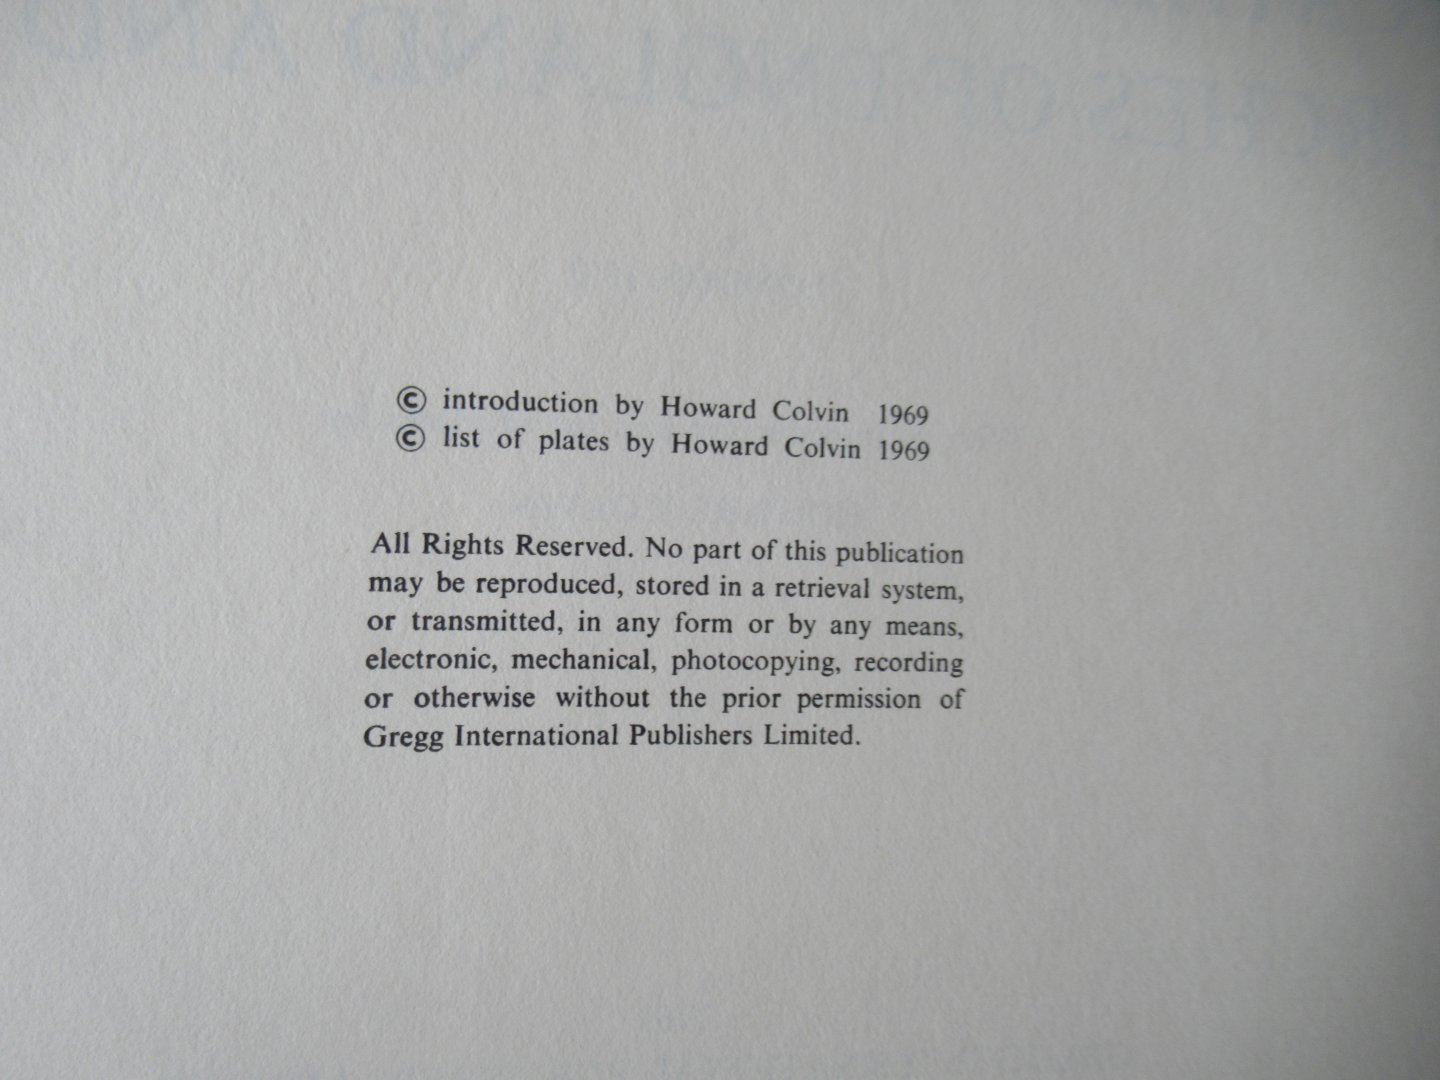 © introduction by Howard Colvin 1969
© list of plates by Howard Colvin 1969
All Rights Reserved. No part of this publication
may be reproduced, stored in a retrieval system,
or transmitted, in any form or by any means,
electronic, mechanical, photocopying, recording
or otherwise without the prior permission of
Gregg International Publishers Limited.